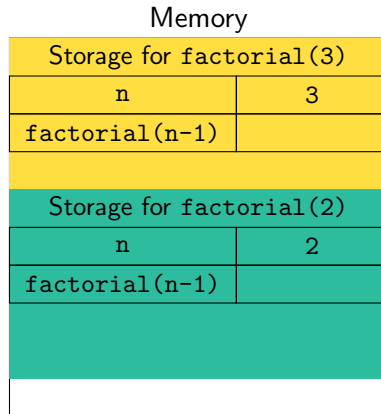 Memory
Storage for factorial(3)
n 3
factorial(n-1)
Storage for factorial(2)
n 2
factorial(n-1)